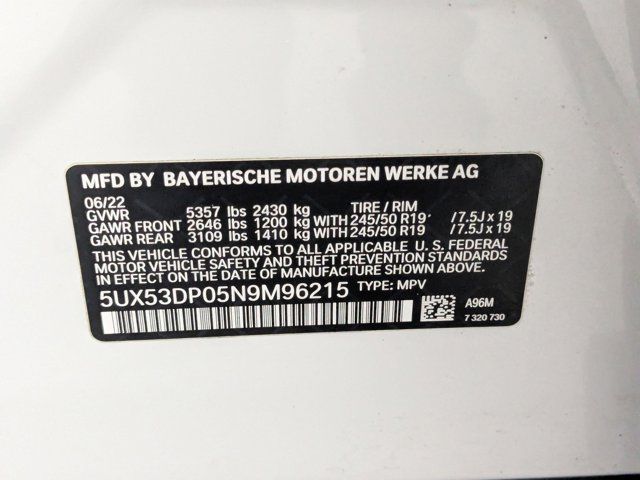 MFD BY BAYERISCHE MOTOREN WERKE AG
06/22 TIRE / RIM
GVWR 5357 lbs 2430 kg
GAWR FRONT 2646 lbs 1200 kg WITH 245/50 R19 / 7.5J x 19
GAWR REAR 3109 lbs 1410 kg WITH 245/50 R19 / 7.5J x 19
THIS VEHICLE CONFORMS TO ALL APPLICABLE U. S. FEDERAL
MOTOR VEHICLE SAFETY AND THEFT PREVENTION STANDARDS
IN EFFECT ON THE DATE OF MANUFACTURE SHOWN ABOVE.
5UX53DP05N9M96215 TYPE: MPV
A96M
7 320 730